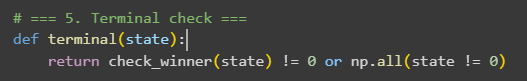 # === 5. Terminal check ===
def terminal(state):
    return check_winner(state) != 0 or np.all(state != 0)